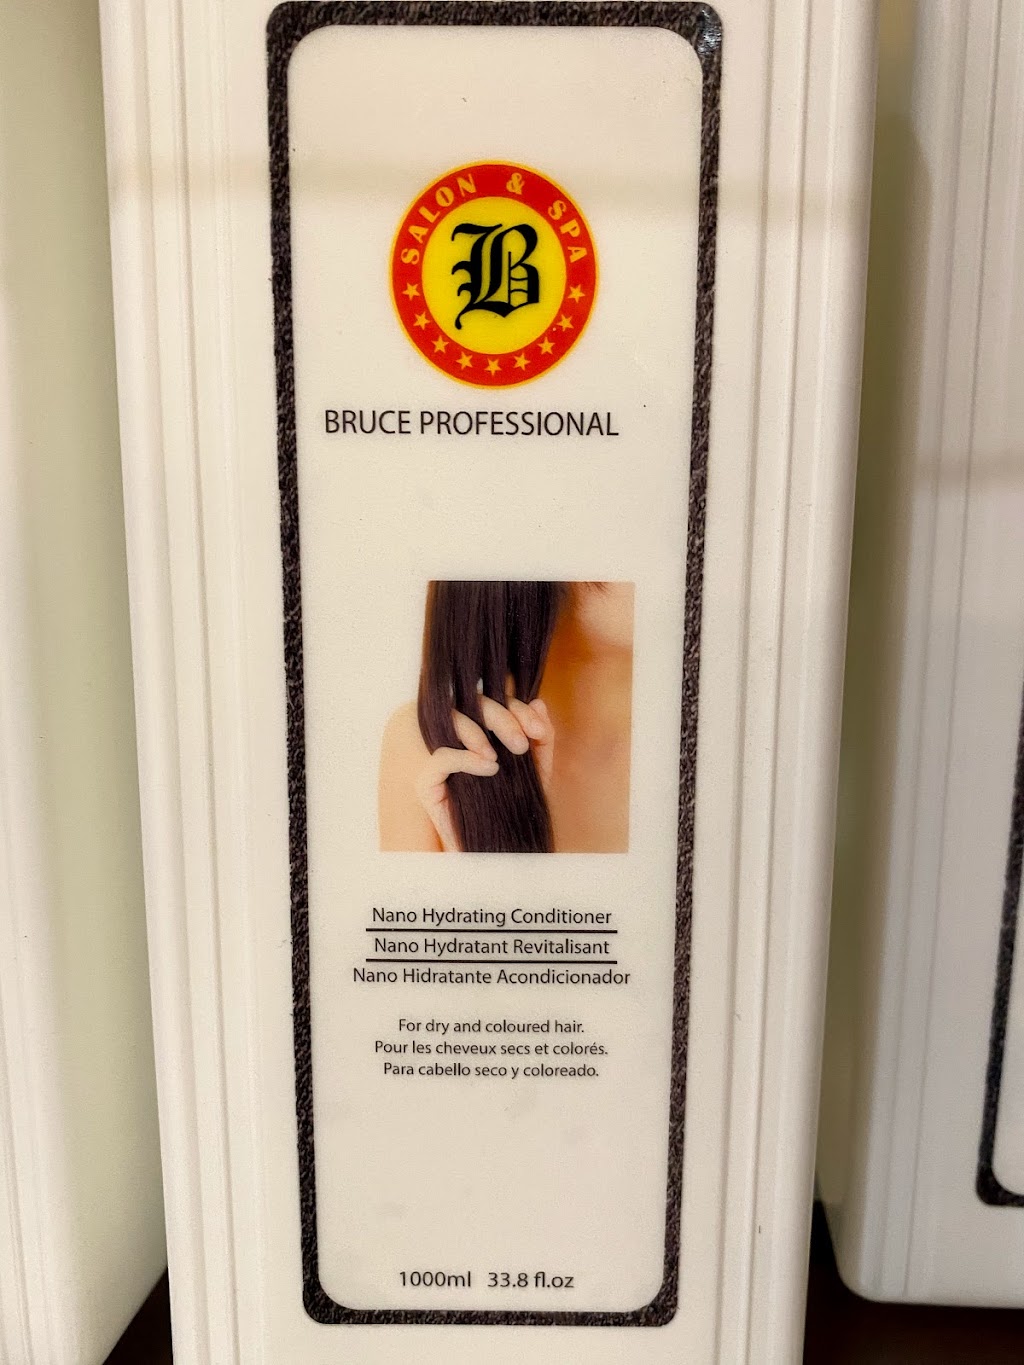 SALON & SPA
B
BRUCE PROFESSIONAL
Nano Hydrating Conditioner
Nano Hydratant Revitalisant
Nano Hidratante Acondicionador
For dry and coloured hair.
Pour les cheveux secs et colorés.
Para cabello seco y coloreado.
1000ml 33.8 fl.oz